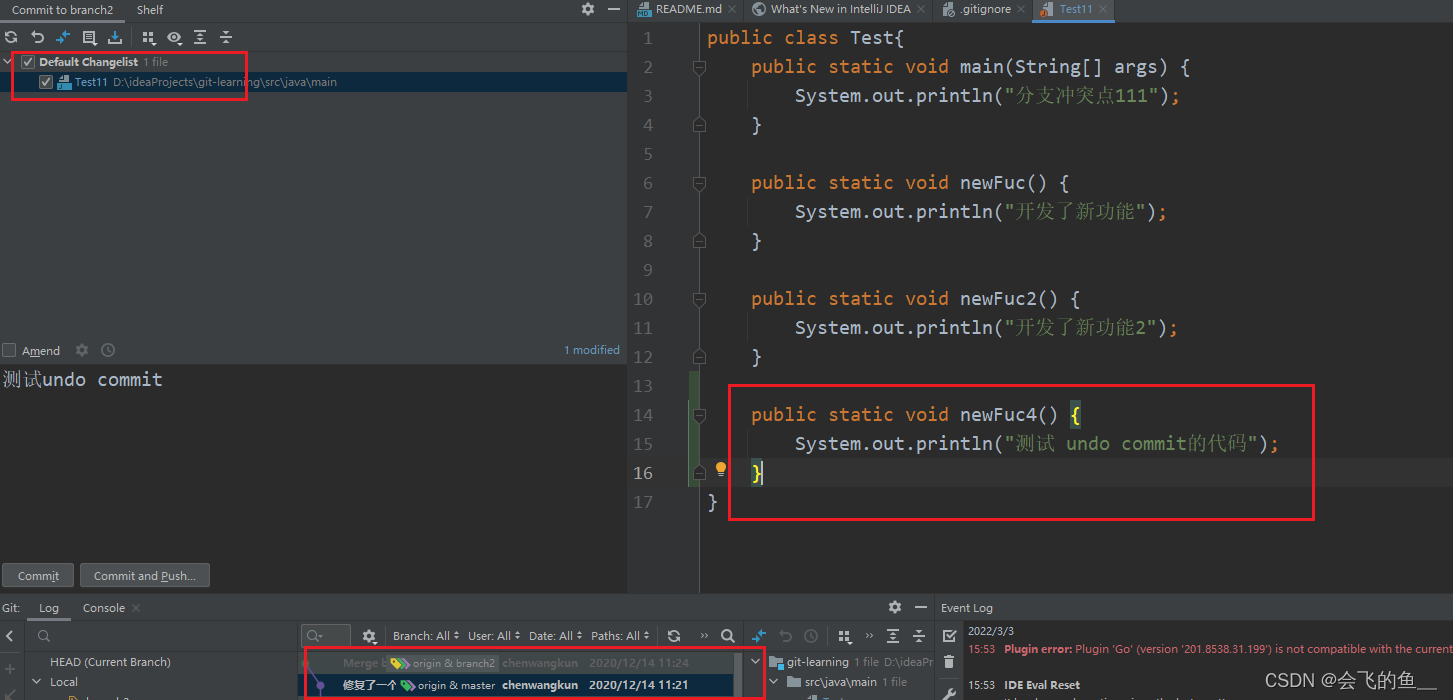 Commit to branch2 Shelf
Default Changelist 1 file
Test11 D:\ideaProjects\git-learning\src\java\main
Amend 1 modified
测试undo commit
Commit Commit and Push...
README.md What's New in IntelliJ IDEA .gitignore Test11
1 public class Test{
2 public static void main(String[] args) {
3 System.out.println("分支冲突点111");
4 }
5
6 public static void newFuc() {
7 System.out.println("开发了新功能");
8 }
9
10 public static void newFuc2() {
11 System.out.println("开发了新功能2");
12 }
13
14 public static void newFuc4() {
15 System.out.println("测试 undo commit的代码");
16 }
17 }
Git: Log Console
HEAD (Current Branch)
Local
Branch: All User: All Date: All Paths: All
Merge b origin & branch2 chenwangkun 2020/12/14 11:24
修复了一个 origin & master chenwangkun 2020/12/14 11:21
git-learning 1 file D:\ideaPr
src\java\main 1 file
Event Log
2022/3/3
15:53 Plugin error: Plugin 'Go' (version '201.8538.31.199') is not compatible with the current
15:53 IDE Eval Reset
CSDN @会飞的鱼__